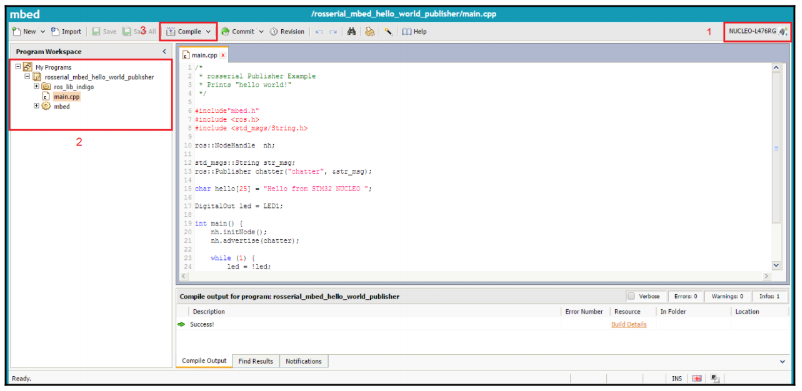 mbed
/rosserial_mbed_hello_world_publisher/main.cpp
New
Import
Save
Save All
3
Compile
Commit
Revision
Help
1
NUCLEO-L476RG
Program Workspace
My Programs
rosserial_mbed_hello_world_publisher
ros_lib_indigo
main.cpp
mbed
2
main.cpp x
1 /*
2 * rosserial Publisher Example
3 * Prints "hello world!"
4 */
5
6 #include"mbed.h"
7 #include <ros.h>
8 #include <std_msgs/String.h>
9
10 ros::NodeHandle nh;
11
12 std_msgs::String str_msg;
13 ros::Publisher chatter("chatter", &str_msg);
14
15 char hello[25] = "Hello from STM32 NUCLEO ";
16
17 DigitalOut led = LED1;
18
19 int main() {
20 nh.initNode();
21 nh.advertise(chatter);
22
23 while (1) {
24 led = !led;
Compile output for program: rosserial_mbed_hello_world_publisher
Verbose
Errors: 0
Warnings: 0
Infos: 1
Description
Error Number
Resource
In Folder
Location
Success!
Build Details
Compile Output
Find Results
Notifications
Ready.
INS